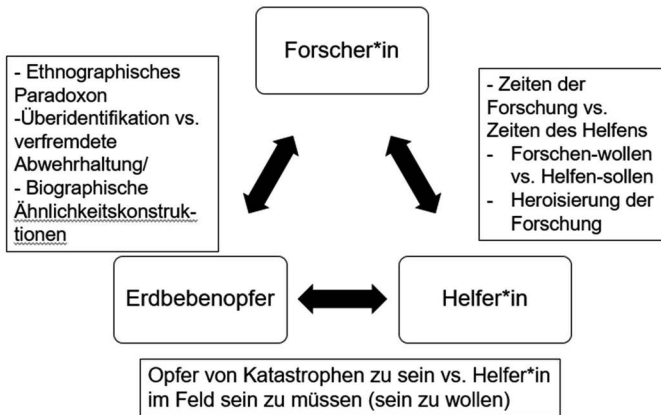 Forscher*in
- Ethnographisches
Paradoxon
-Überidentifikation vs.
verfremdete
Abwehrhaltung/
- Biographische
Ähnlichkeitskonstruk-
tionen
- Zeiten der
Forschung vs.
Zeiten des Helfens
- Forschen-wollen
vs. Helfen-sollen
- Heroisierung der
Forschung
Erdbebenopfer
Helfer*in
Opfer von Katastrophen zu sein vs. Helfer*in
im Feld sein zu müssen (sein zu wollen)